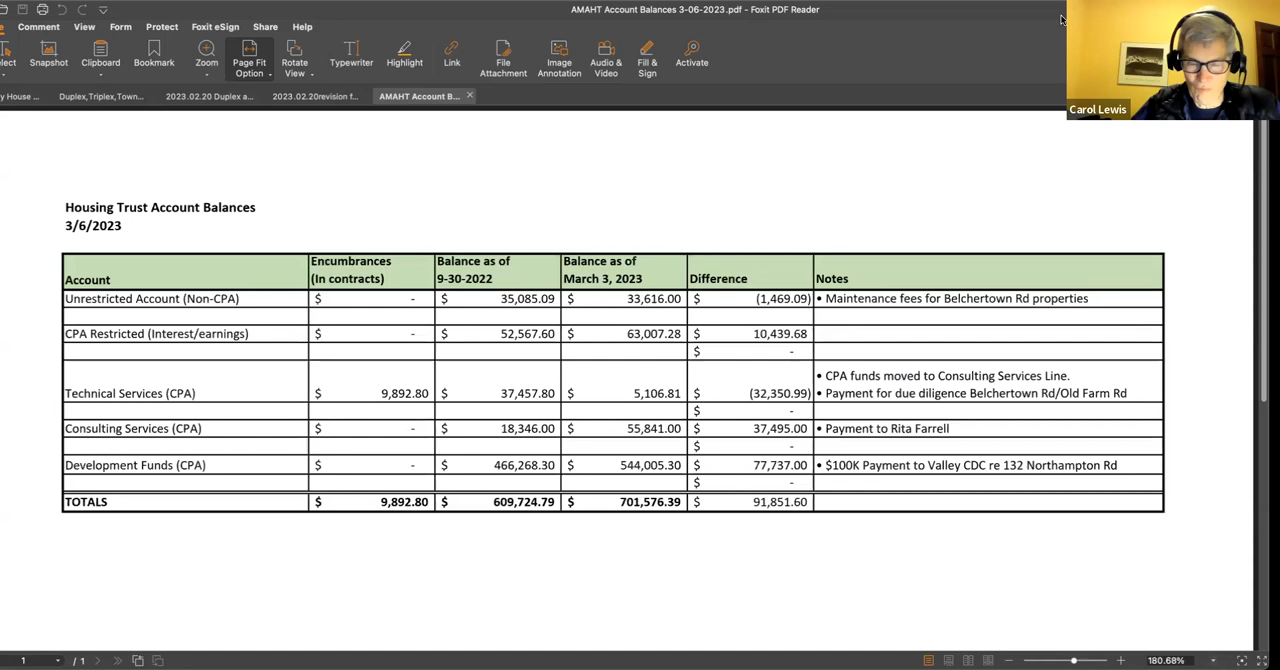 AMAHT Account Balances 3-06-2023.pdf - Foxit PDF Reader
Comment View Form Protect Foxit eSign Share Help
Snapshot Clipboard Bookmark Zoom Page Fit Option Rotate View Typewriter Highlight Link File Attachment Image Annotation Audio & Video Fill & Sign Activate
y House ... Duplex,Triplex,Town... 2023.02.20 Duplex a... 2023.02.20revision f... AMAHT Account B...
Carol Lewis
Housing Trust Account Balances
3/6/2023
Account Encumbrances (In contracts) Balance as of 9-30-2022 Balance as of March 3, 2023 Difference Notes
Unrestricted Account (Non-CPA) $ - $ 35,085.09 $ 33,616.00 $ (1,469.09) • Maintenance fees for Belchertown Rd properties
CPA Restricted (Interest/earnings) $ - $ 52,567.60 $ 63,007.28 $ 10,439.68
$ -
• CPA funds moved to Consulting Services Line.
Technical Services (CPA) $ 9,892.80 $ 37,457.80 $ 5,106.81 $ (32,350.99) • Payment for due diligence Belchertown Rd/Old Farm Rd
$ -
Consulting Services (CPA) $ - $ 18,346.00 $ 55,841.00 $ 37,495.00 • Payment to Rita Farrell
$ -
Development Funds (CPA) $ - $ 466,268.30 $ 544,005.30 $ 77,737.00 • $100K Payment to Valley CDC re 132 Northampton Rd
$ -
TOTALS $ 9,892.80 $ 609,724.79 $ 701,576.39 $ 91,851.60
1 / 1 180.68%